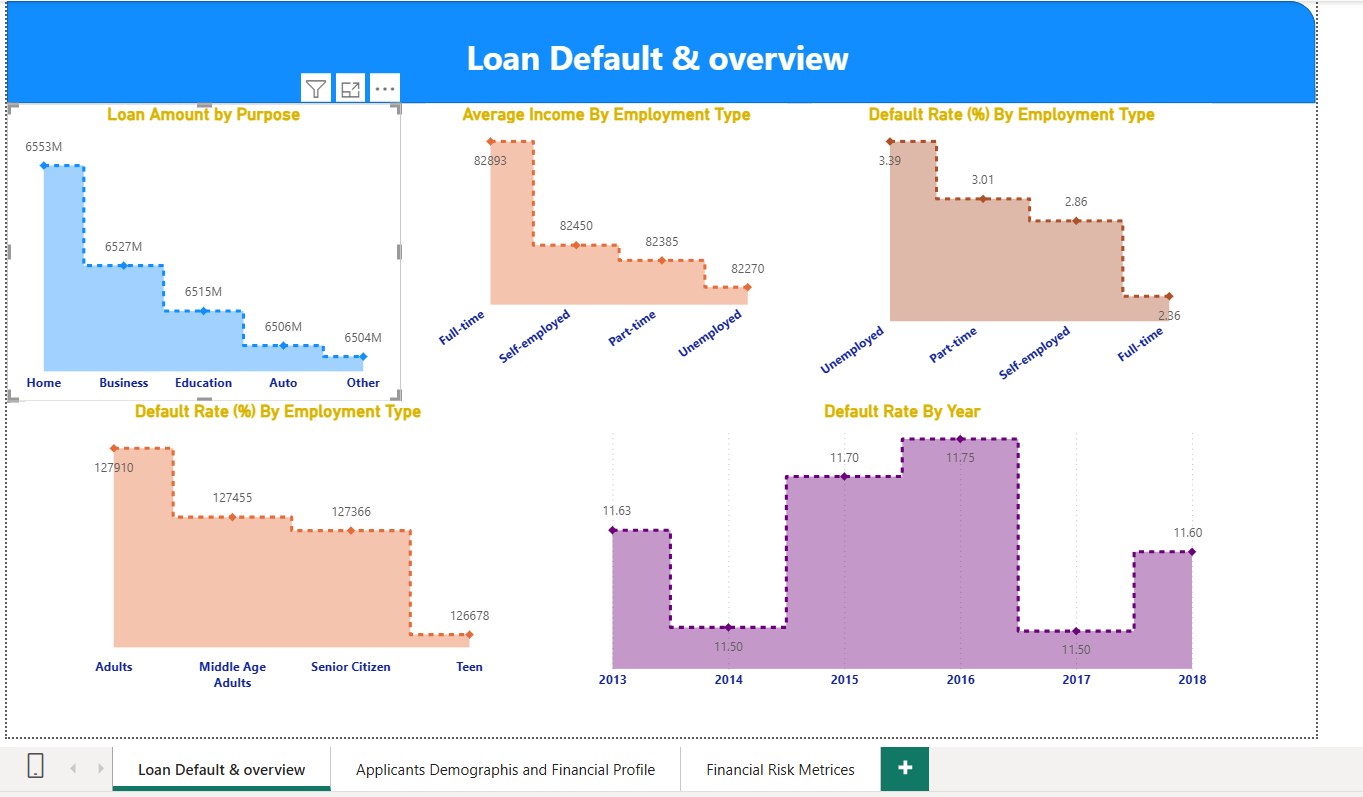 Loan Default & overview
Loan Amount by Purpose
6553M
6527M
6515M
6506M
6504M
Home
Business
Education
Auto
Other
Average Income By Employment Type
82893
82450
82385
82270
Full-time
Self-employed
Part-time
Unemployed
Default Rate (%) By Employment Type
3.39
3.01
2.86
2.36
Unemployed
Part-time
Self-employed
Full-time
Default Rate (%) By Employment Type
127910
127455
127366
126678
Adults
Middle Age
Adults
Senior Citizen
Teen
Default Rate By Year
11.63
11.50
11.70
11.75
11.50
11.60
2013
2014
2015
2016
2017
2018
Loan Default & overview
Applicants Demographis and Financial Profile
Financial Risk Metrices